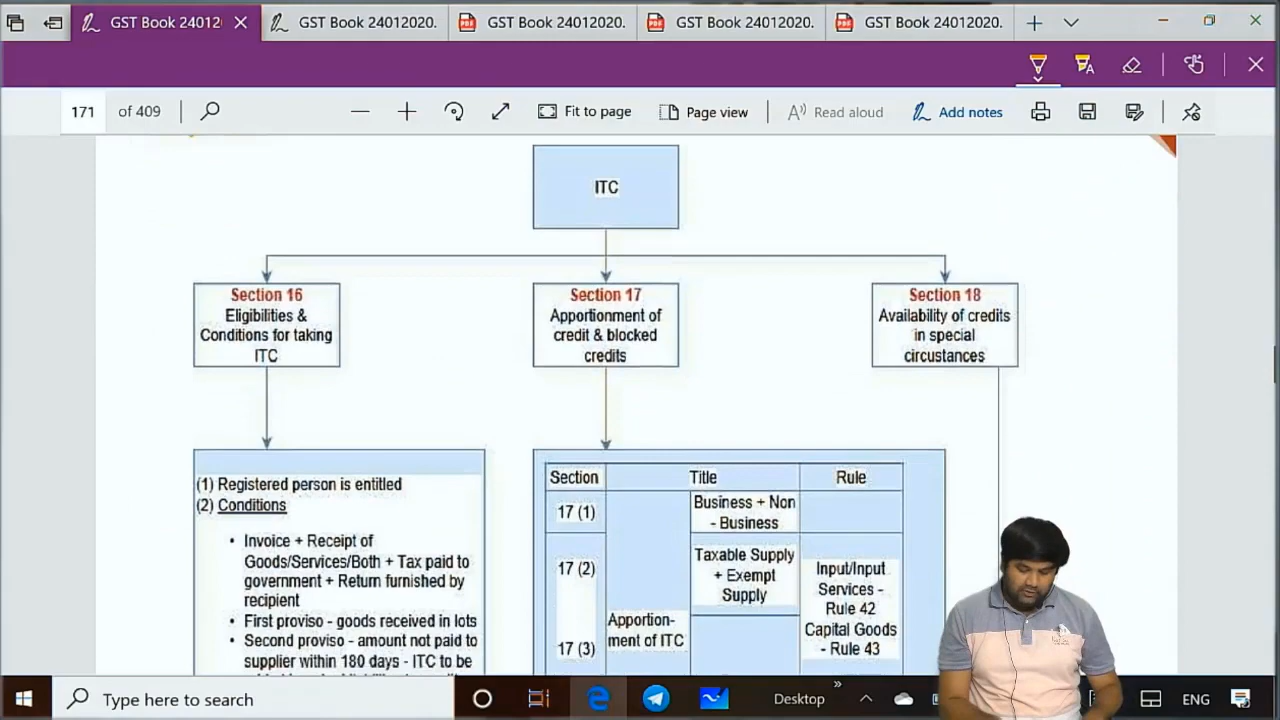 GST Book 24012
GST Book 24012020.
GST Book 24012020.
GST Book 24012020.
GST Book 24012020.
171 of 409
Fit to page
Page view
Read aloud
Add notes
ITC
Section 16
Eligibilities &
Conditions for taking
ITC
Section 17
Apportionment of
credit & blocked
credits
Section 18
Availability of credits
in special
circustances
(1) Registered person is entitled
(2) Conditions
• Invoice + Receipt of
Goods/Services/Both + Tax paid to
government + Return furnished by
recipient
• First proviso - goods received in lots
• Second proviso - amount not paid to
supplier within 180 days - ITC to be
Section Title Rule
17 (1)
Business + Non
- Business
17 (2)
Taxable Supply
+ Exempt
Supply
17 (3)
Apportion-
ment of ITC
Input/Input
Services -
Rule 42
Capital Goods
- Rule 43
Type here to search
Desktop
ENG